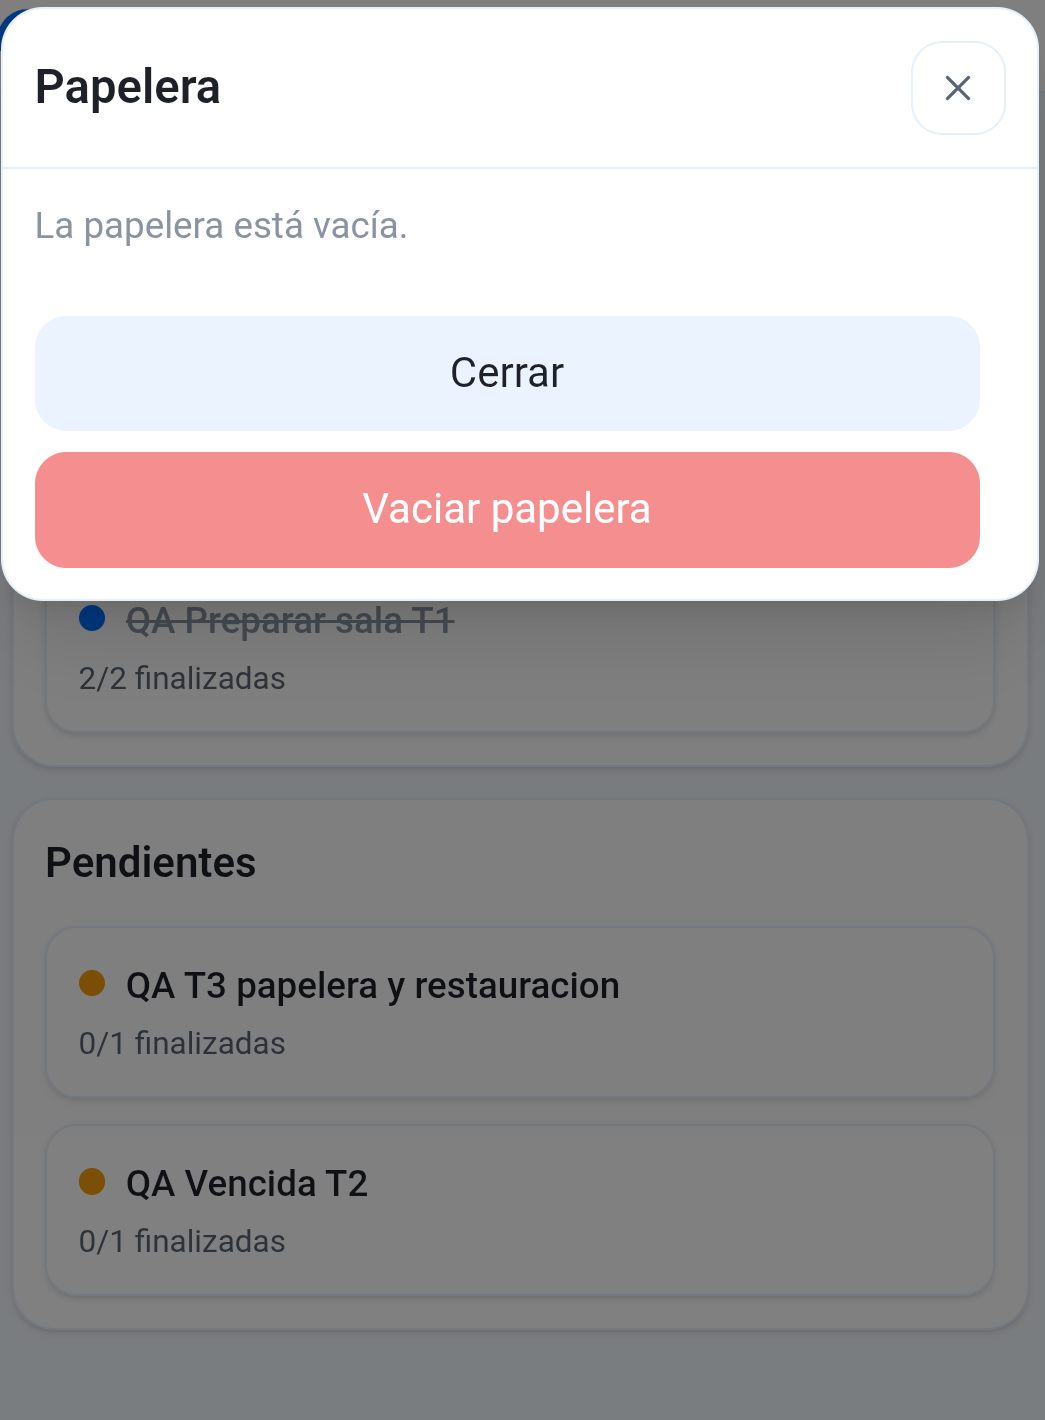 Papelera
La papelera está vacía.
Cerrar
Vaciar papelera
QA Preparar sala T1
2/2 finalizadas
Pendientes
QA T3 papelera y restauracion
0/1 finalizadas
QA Vencida T2
0/1 finalizadas